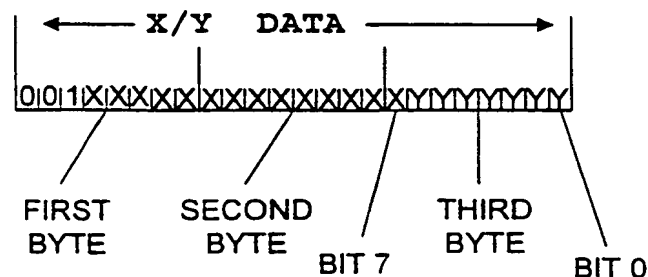 X/Y DATA
0|0|1|X|X|X|X|X|X|X|X|X|X|X|X|X|X|Y|Y|Y|Y|Y|Y|Y
FIRST
BYTE
SECOND
BYTE
BIT 7
THIRD
BYTE
BIT 0